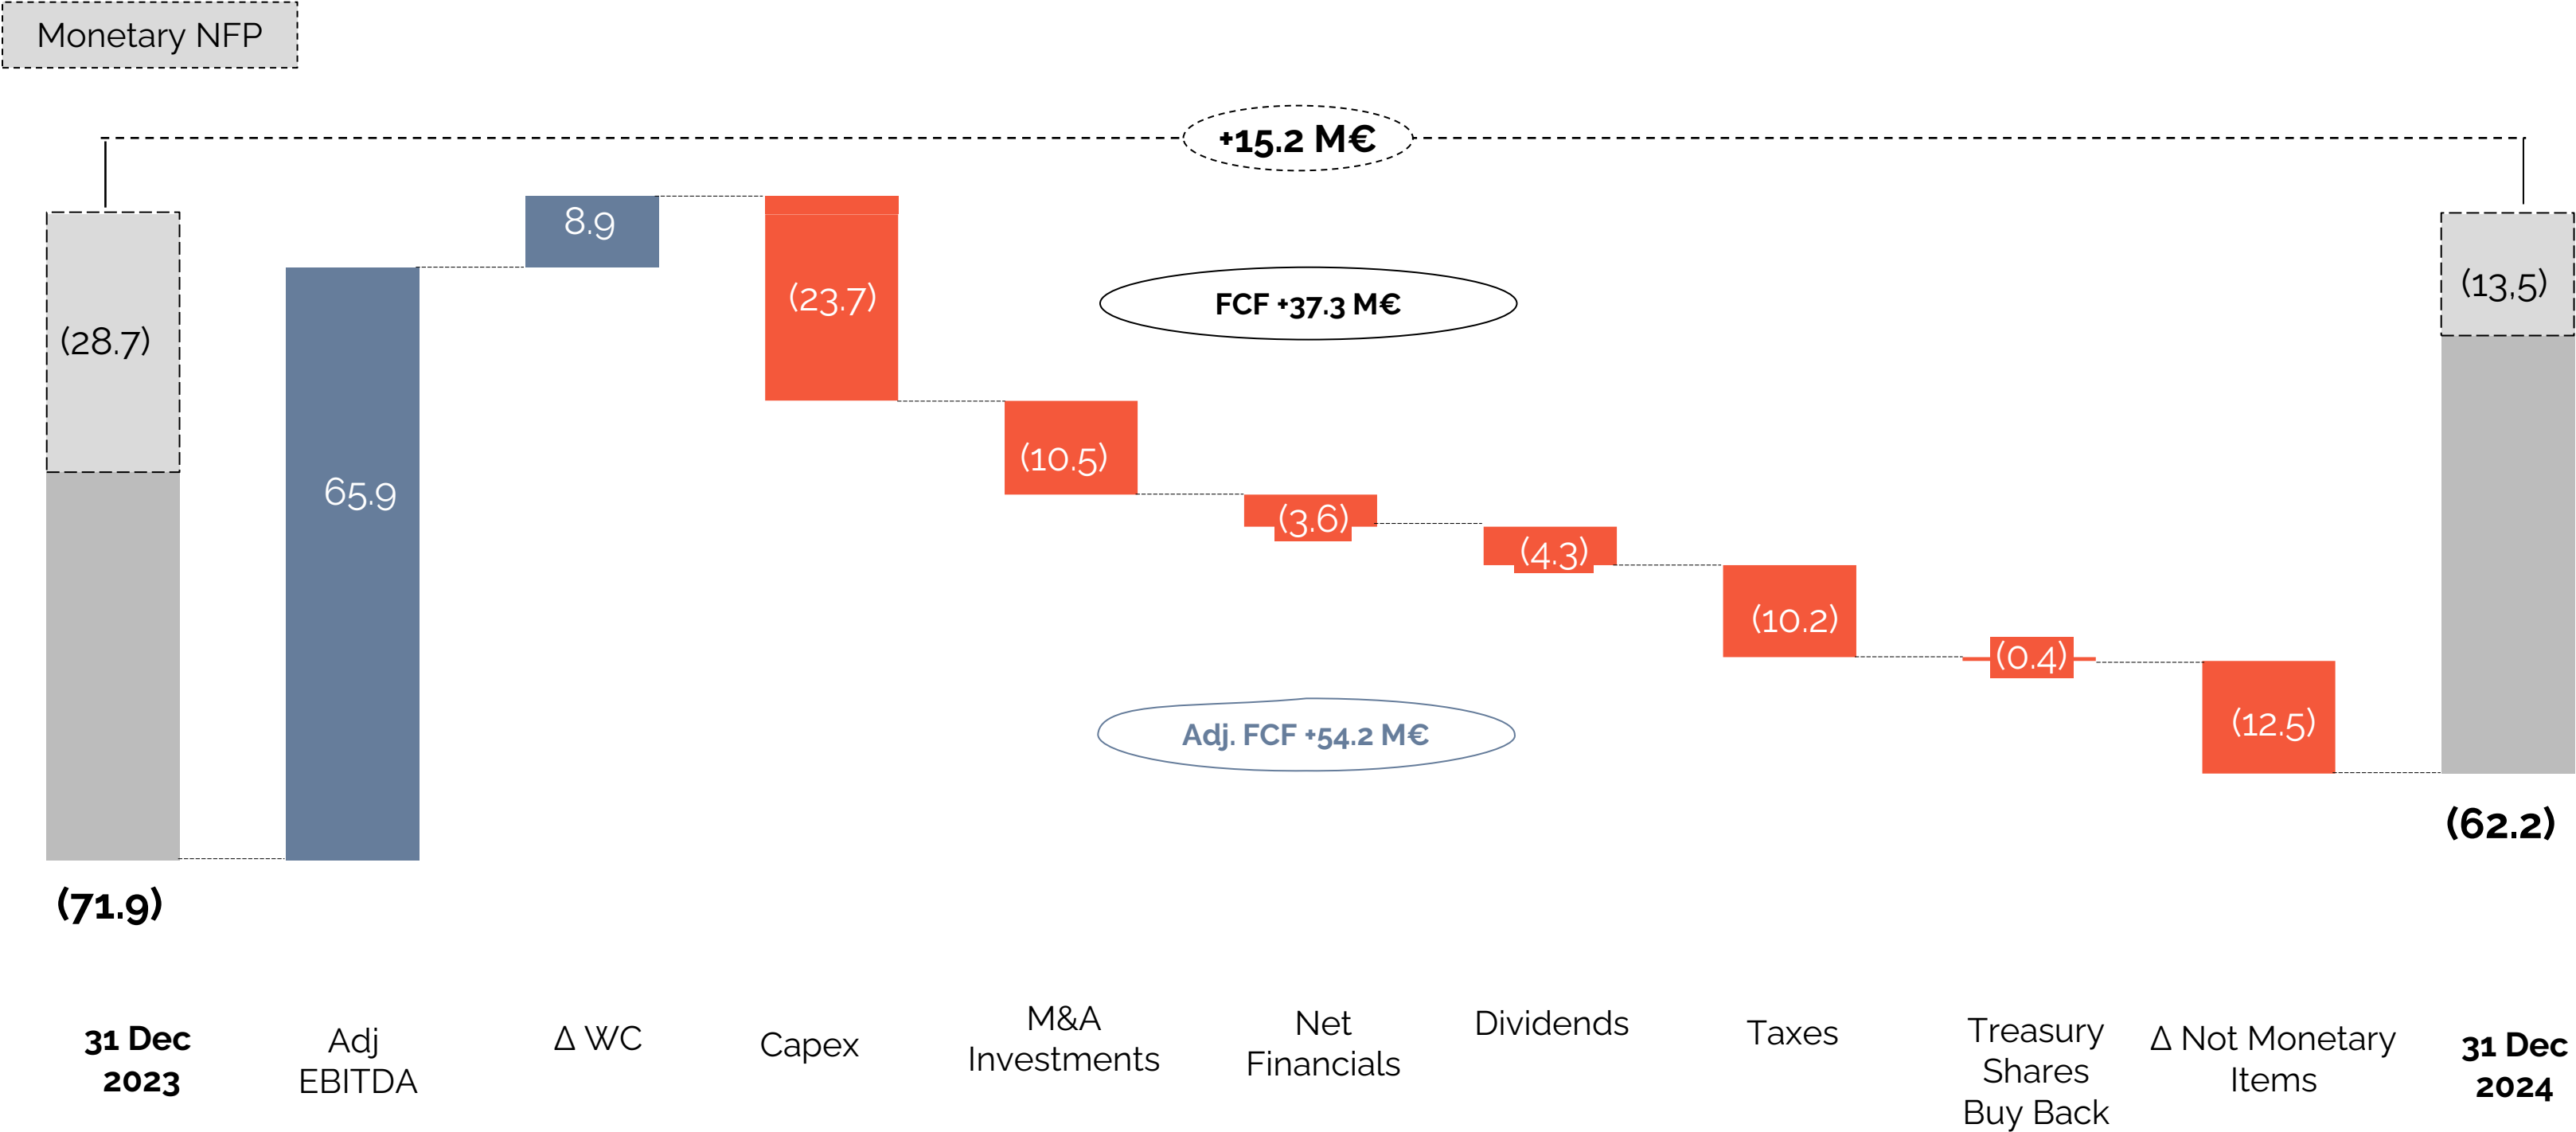 Monetary NFP
+15.2 M€
8.9
(23.7)
FCF +37.3 M€
(13,5)
(28.7)
65.9
(10.5)
(3.6)
(4.3)
(10.2)
(0.4)
(12.5)
Adj. FCF +54.2 M€
(62.2)
(71.9)
31 Dec
2023
Adj
EBITDA
Δ WC
Capex
M&A
Investments
Net
Financials
Dividends
Taxes
Treasury
Shares
Buy Back
Δ Not Monetary
Items
31 Dec
2024